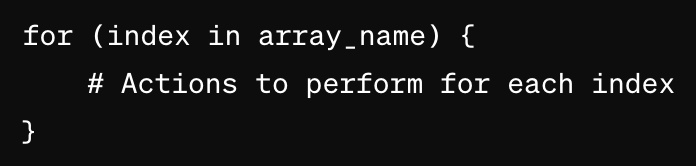 for (index in array_name) {
    # Actions to perform for each index
}